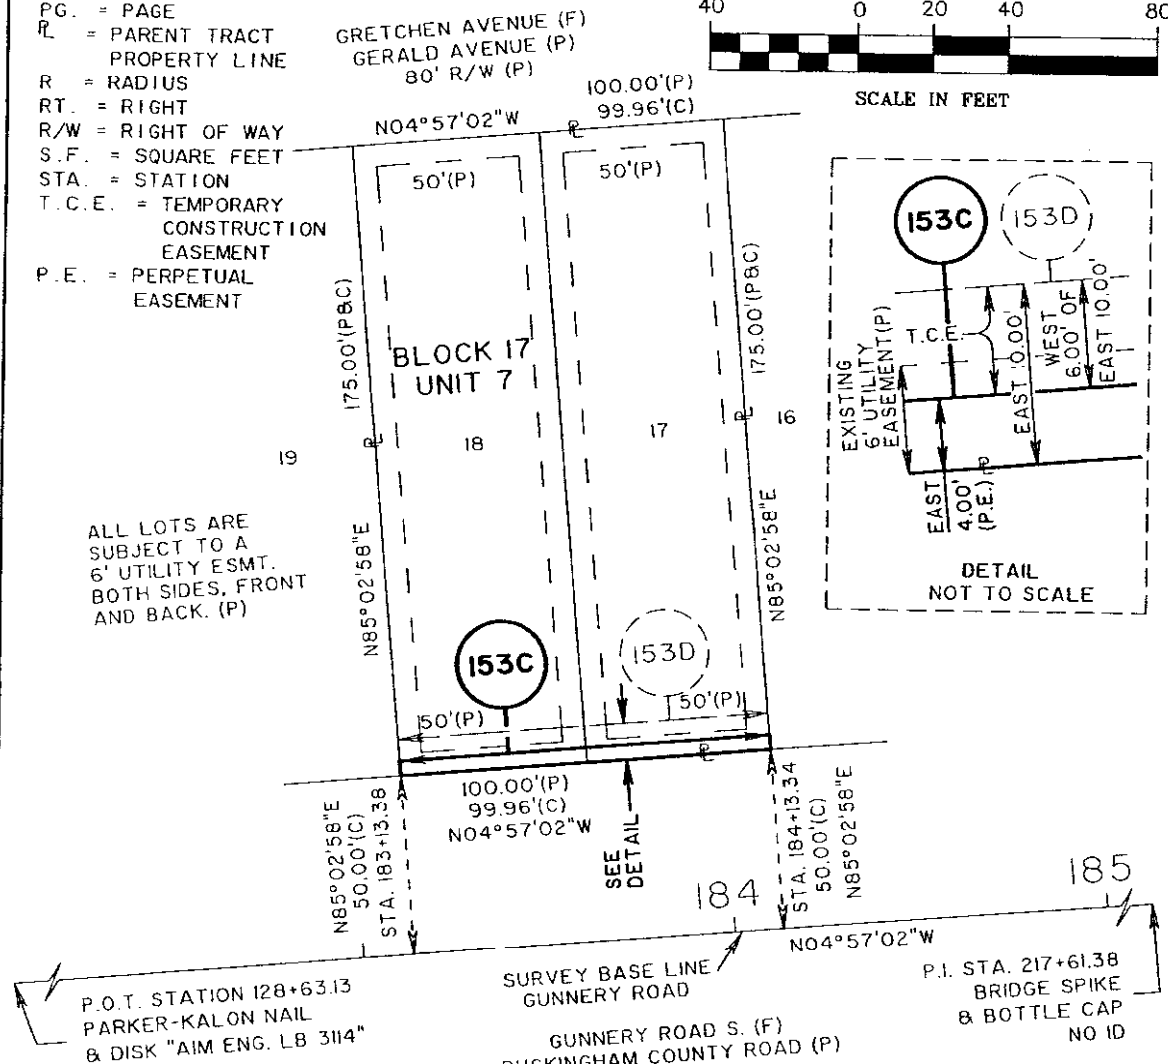 PG. = PAGE
PL = PARENT TRACT
PROPERTY LINE
R = RADIUS
RT. = RIGHT
R/W = RIGHT OF WAY
S.F. = SQUARE FEET
STA. = STATION
T.C.E. = TEMPORARY
CONSTRUCTION
EASEMENT
P.E. = PERPETUAL
EASEMENT
GRETCHEN AVENUE (F)
GERALD AVENUE (P)
80' R/W (P)
40 0 20 40 80
SCALE IN FEET
N04°57'02"W
PL
100.00'(P)
99.96'(C)
50'(P)
50'(P)
175.00'(P&C)
175.00'(P&C)
BLOCK 17
UNIT 7
19
PL
18
17
PL
16
N85°02'58"E
N85°02'58"E
ALL LOTS ARE
SUBJECT TO A
6' UTILITY ESMT.
BOTH SIDES, FRONT
AND BACK. (P)
153C
153D
50'(P)
50'(P)
PL
100.00'(P)
99.96'(C)
N04°57'02"W
SEE
DETAIL
153C
153D
T.C.E.
EXISTING
6' UTILITY
EASEMENT(P)
EAST 10.00'
WEST
6.00' OF
EAST 10.00'
PL
EAST
4.00'
(P.E.)
DETAIL
NOT TO SCALE
N85°02'58"E
50.00'(C)
STA. 183+13.38
STA. 184+13.34
50.00'(C)
N85°02'58"E
184
185
N04°57'02"W
P.O.T. STATION 128+63.13
PARKER-KALON NAIL
& DISK "AIM ENG. LB 3114"
SURVEY BASE LINE
GUNNERY ROAD
GUNNERY ROAD S. (F)
BUCKINGHAM COUNTY ROAD (P)
P.I. STA. 217+61.38
BRIDGE SPIKE
& BOTTLE CAP
NO ID